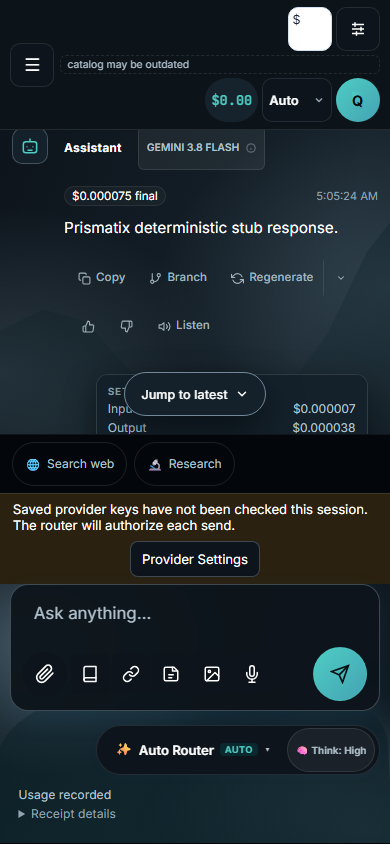 $
catalog may be outdated
$0.00
Auto
Q
Assistant
GEMINI 3.8 FLASH
$0.000075 final
5:05:24 AM
Prismatix deterministic stub response.
Copy
Branch
Regenerate
Listen
Jump to latest
$0.000007
Output
$0.000038
Search web
Research
Saved provider keys have not been checked this session.
The router will authorize each send.
Provider Settings
Ask anything...
Auto Router
AUTO
Think: High
Usage recorded
Receipt details